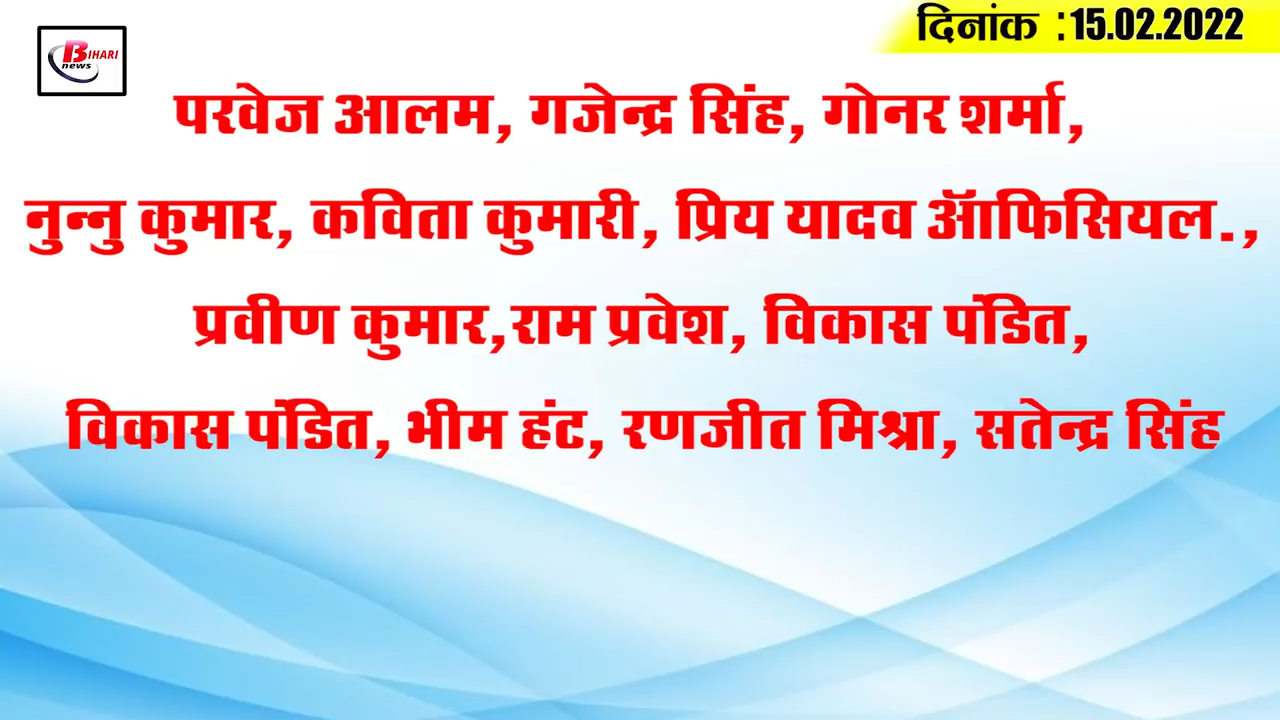 BIHARI
news
दिनांक :15.02.2022
परवेज आलम, गजेन्द्र सिंह, गोनर शर्मा,
नुन्नु कुमार, कविता कुमारी, प्रिय यादव ऑफिसियल.,
प्रवीण कुमार,राम प्रवेश, विकास पंडित,
विकास पंडित, भीम हंट, रणजीत मिश्रा, सतेन्द्र सिंह